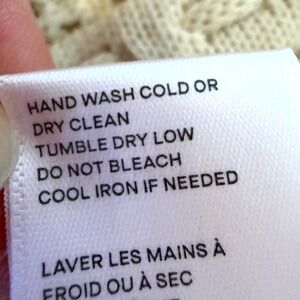 HAND WASH COLD OR
DRY CLEAN
TUMBLE DRY LOW
DO NOT BLEACH
COOL IRON IF NEEDED
LAVER LES MAINS À
FROID OU À SEC